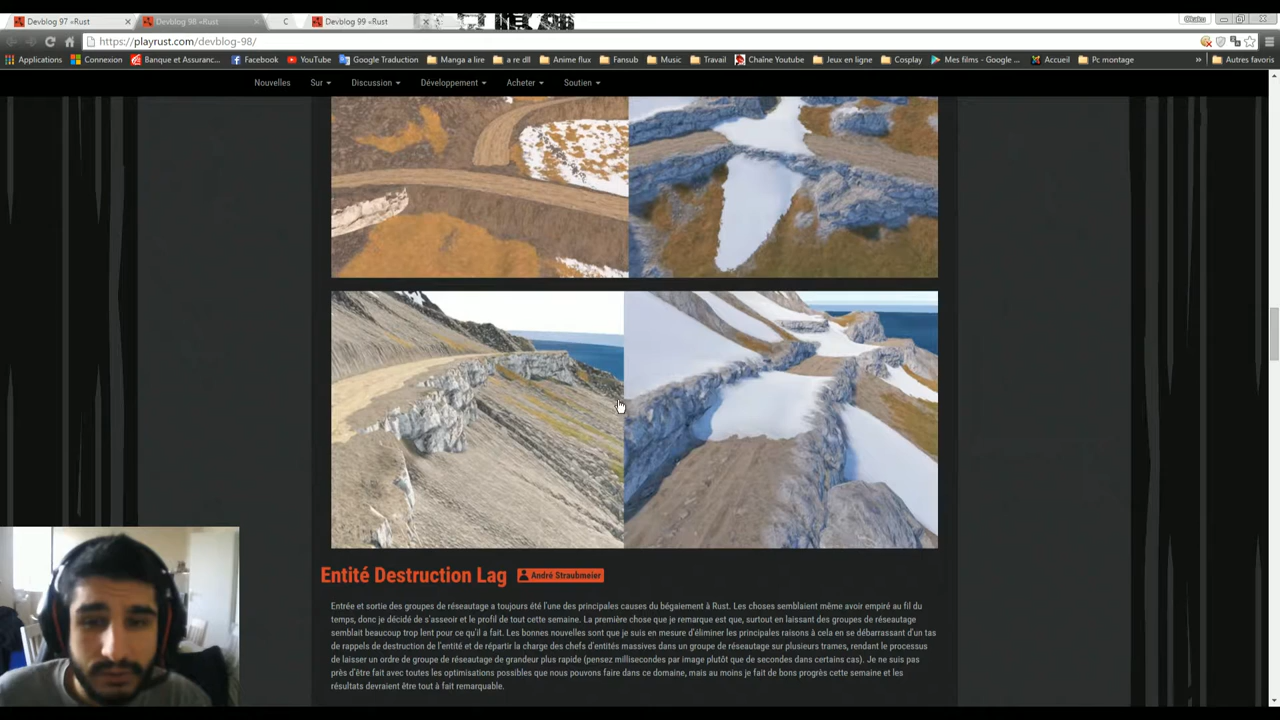 Devblog 97 «Rust
Devblog 98 «Rust
C
Devblog 99 «Rust
Otaku
https://playrust.com/devblog-98/
Applications
Connexion
Banque et Assuranc...
Facebook
YouTube
Google Traduction
Manga a lire
a re dll
Anime flux
Fansub
Music
Travail
Chaîne Youtube
Jeux en ligne
Cosplay
Mes films - Google ...
Accueil
Pc montage
»
Autres favoris
Nouvelles
Sur
Discussion
Développement
Acheter
Soutien
Entité Destruction Lag
André Straubmeier
Entrée et sortie des groupes de réseautage a toujours été l'une des principales causes du bégaiement à Rust. Les choses semblaient même avoir empiré au fil du
temps, donc je décidé de s'asseoir et le profil de tout cette semaine. La première chose que je remarque est que, surtout en laissant des groupes de réseautage
semblait beaucoup trop lent pour ce qu'il a fait. Les bonnes nouvelles sont que je suis en mesure d'éliminer les principales raisons à cela en se débarrassant d'un tas
de rappels de destruction de l'entité et de répartir la charge des chefs d'entités massives dans un groupe de réseautage sur plusieurs trames, rendant le processus
de laisser un ordre de groupe de réseautage de grandeur plus rapide (pensez millisecondes par image plutôt que de secondes dans certains cas). Je ne suis pas
près d'être fait avec toutes les optimisations possibles que nous pouvons faire dans ce domaine, mais au moins je fait de bons progrès cette semaine et les
résultats devraient être tout à fait remarquable.